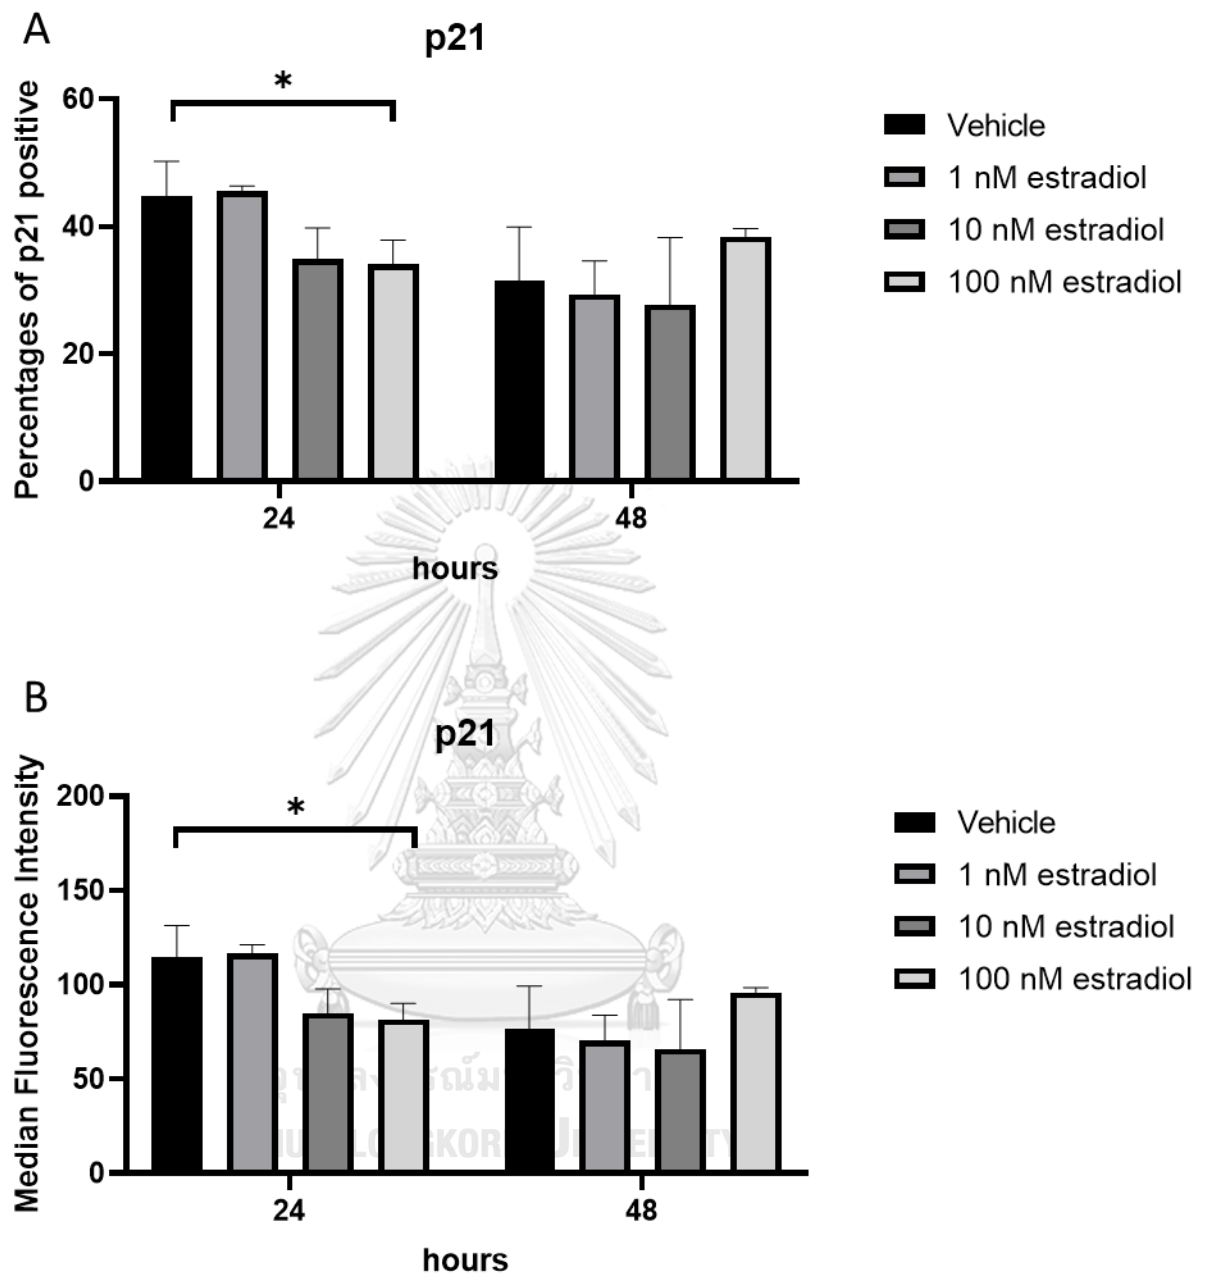 A
p21
Percentages of p21 positive
60
40
20
0
*
24
48
hours
Vehicle
1 nM estradiol
10 nM estradiol
100 nM estradiol
B
p21
Median Fluorescence Intensity
200
150
100
50
0
*
24
48
hours
Vehicle
1 nM estradiol
10 nM estradiol
100 nM estradiol